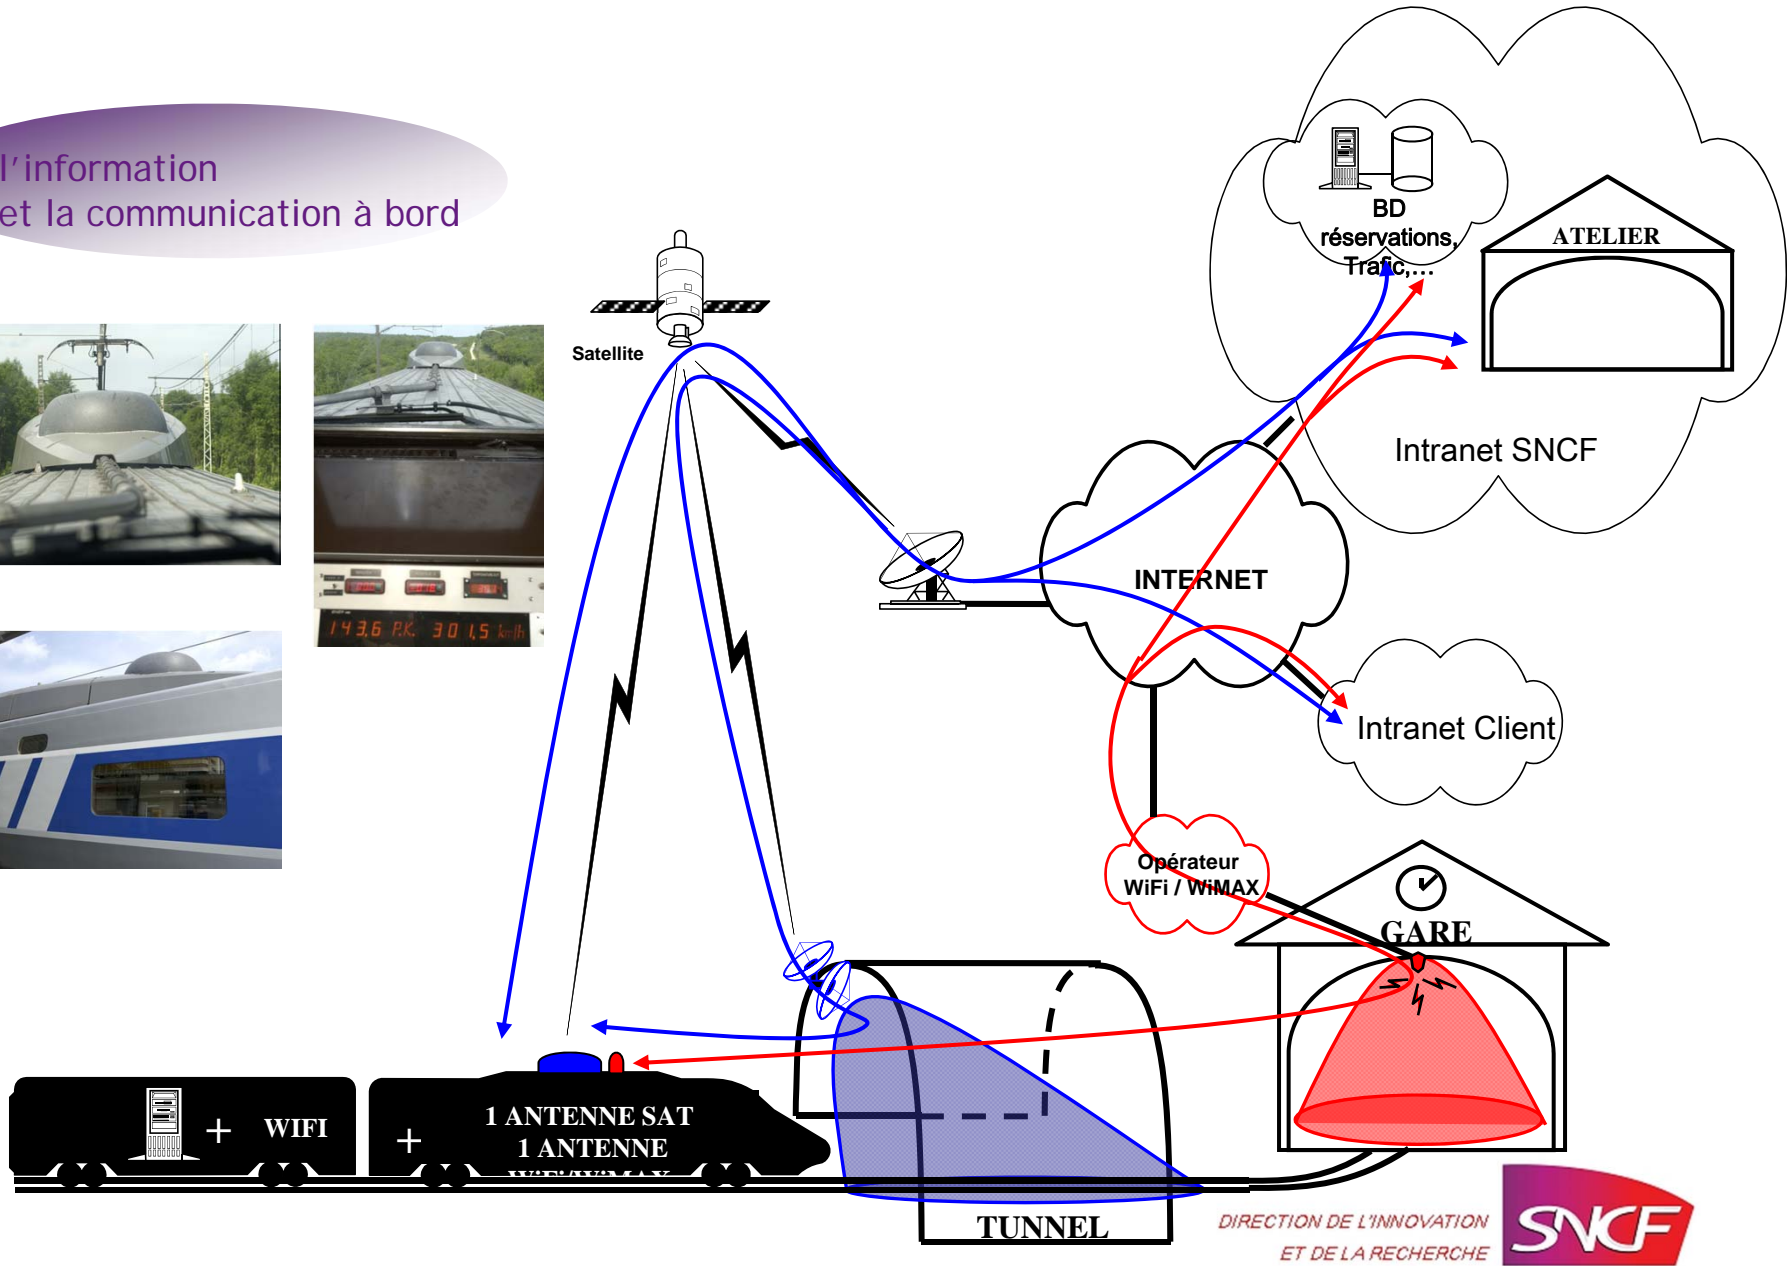 l'information
et la communication à bord
BD
réservations,
Trafic,...
ATELIER
Satellite
Intranet SNCF
INTERNET
143,6 P.K. 301,5 km/h
Intranet Client
Opérateur
WiFi / WiMAX
GARE
+ WIFI
+
1 ANTENNE SAT
1 ANTENNE
WiFi/WiMAX
TUNNEL
DIRECTION DE L'INNOVATION
ET DE LA RECHERCHE
SNCF